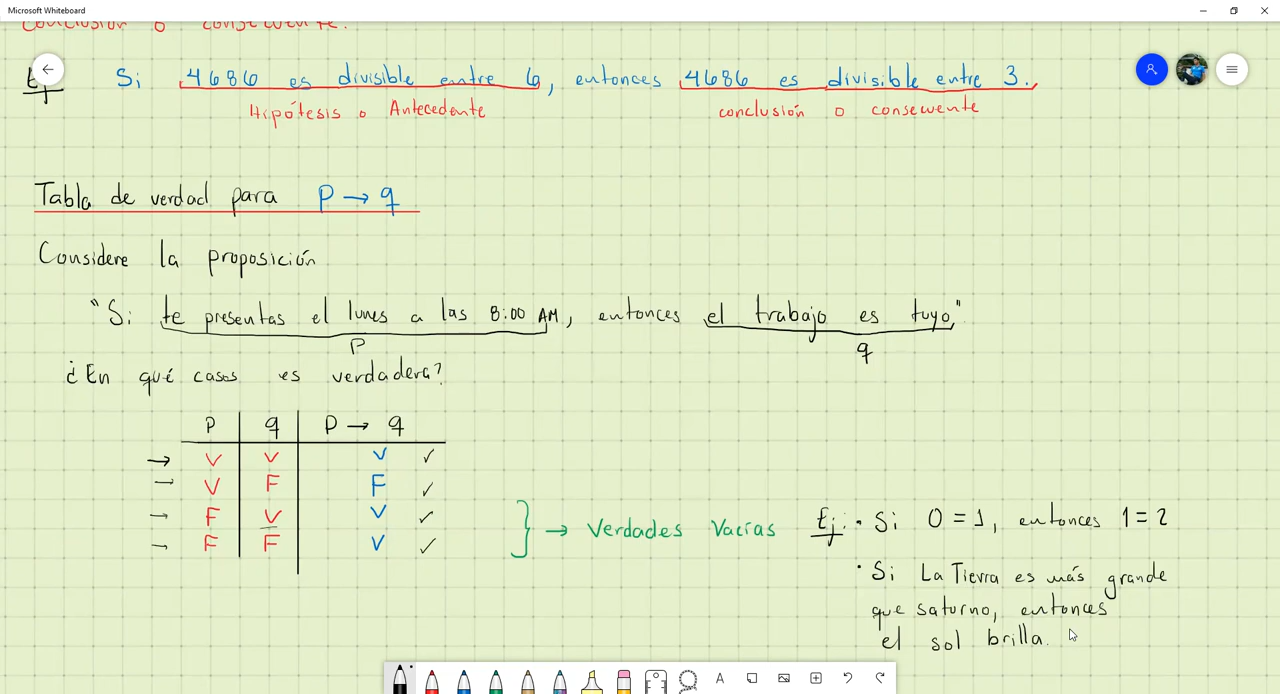 Microsoft Whiteboard
conclusión o consecuente.
Ej Si 4686 es divisible entre 6, entonces 4686 es divisible entre 3.
Hipótesis o Antecedente conclusión o consecuente
Tabla de verdad para P → q
Considere la proposición
"Si te presentas el lunes a las 8:00 AM, entonces el trabajo es tuyo"
P q
¿En qué casos es verdadera?
P q P → q
→ V V V ✓
→ V F F ✓
→ F V V ✓
→ F F V ✓
} → Verdades Vacías
Ej: • Si 0 = 1, entonces 1 = 2
• Si La Tierra es más grande
que saturno, entonces
el sol brilla.
A